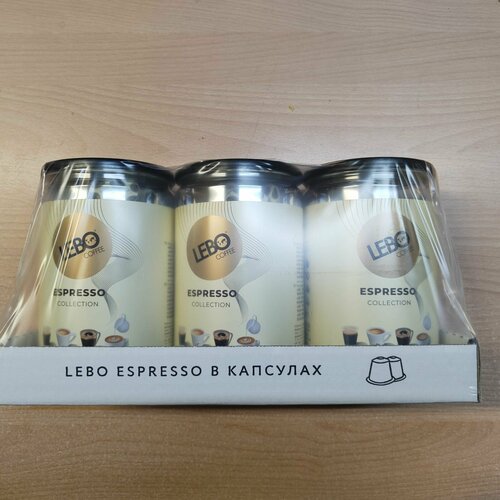 LEBO
COFFEE
ESPRESSO
COLLECTION
LEBO
COFFEE
ESPRESSO
COLLECTION
LEBO
COFFEE
ESPRESSO
COLLECTION
LEBO ESPRESSO В КАПСУЛАХ